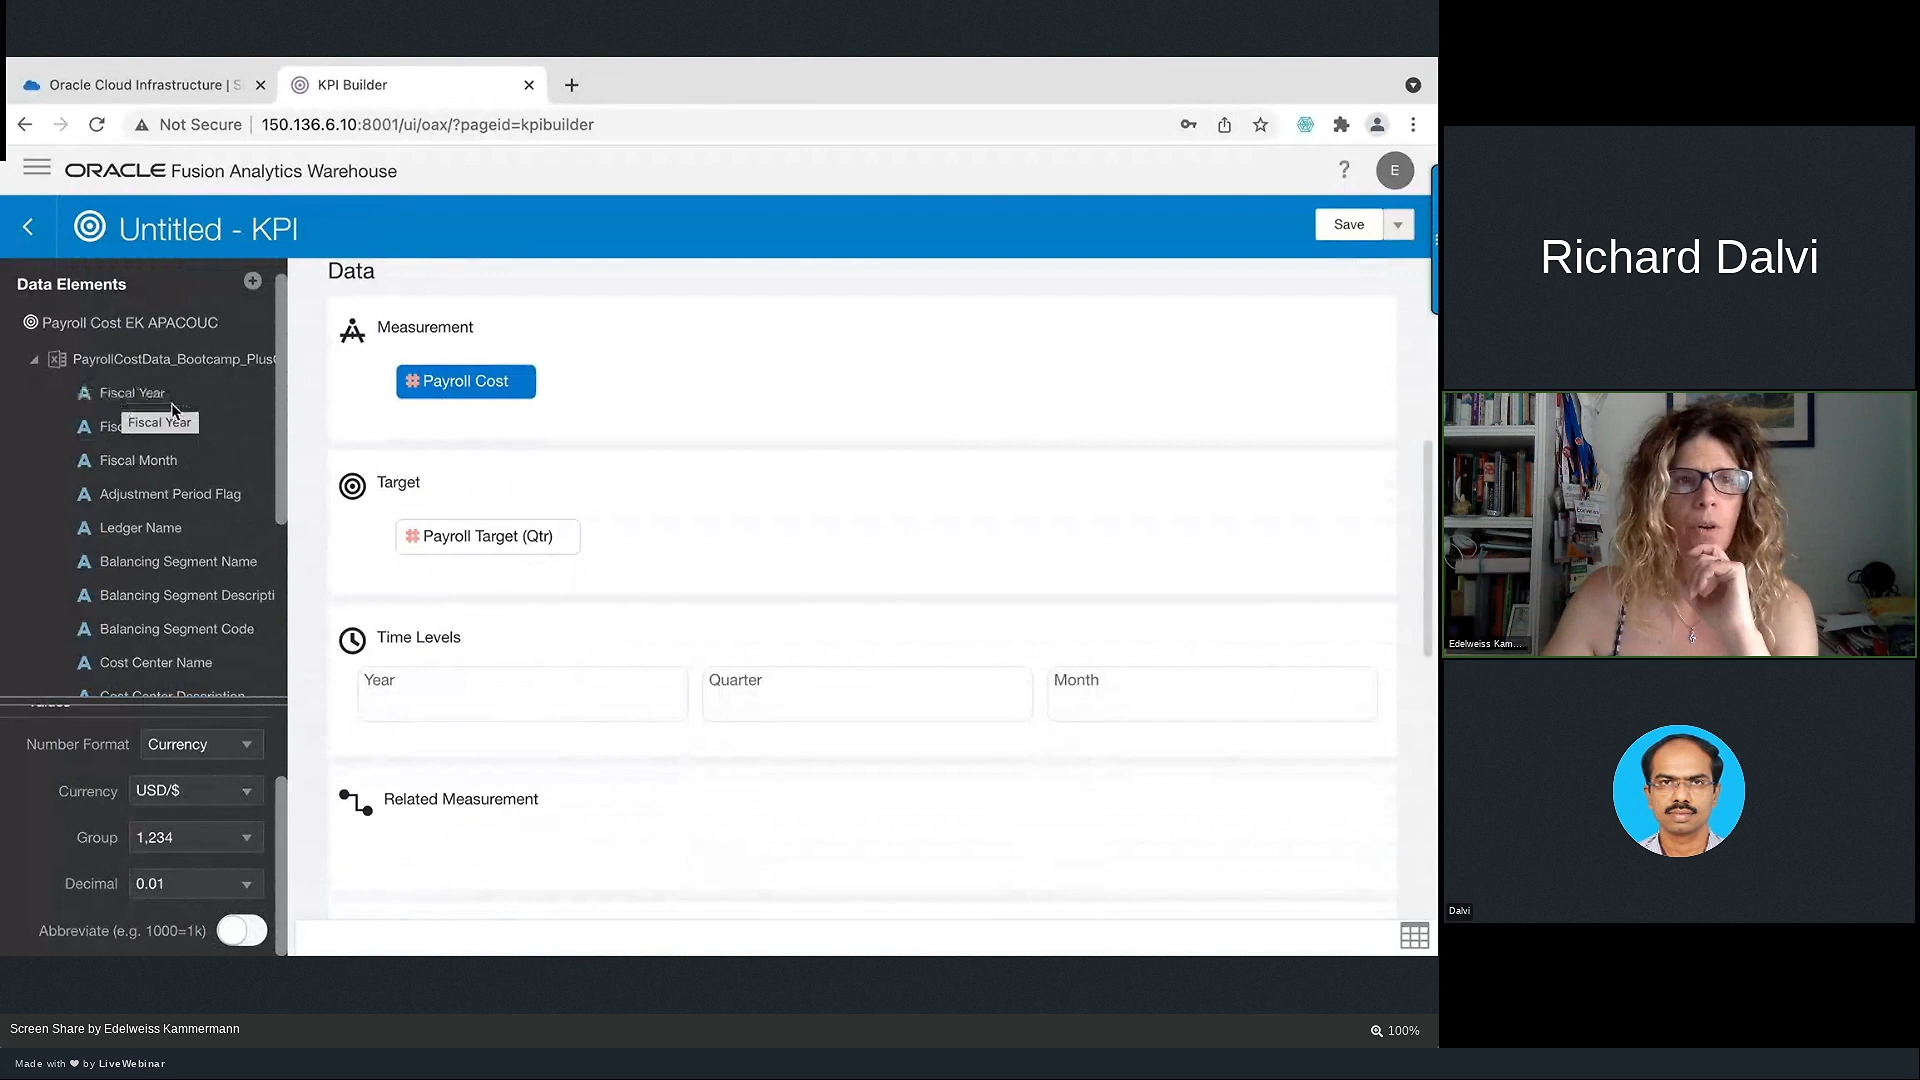 Oracle Cloud Infrastructure | S
KPI Builder
Not Secure
150.136.6.10:8001/ui/oax/?pageid=kpibuilder
ORACLE Fusion Analytics Warehouse
?
E
Untitled - KPI
Save
Data Elements
Payroll Cost EK APACOUC
PayrollCostData_Bootcamp_Plus
Fiscal Year
Fisc
Fiscal Year
Fiscal Month
Adjustment Period Flag
Ledger Name
Balancing Segment Name
Balancing Segment Descripti
Balancing Segment Code
Cost Center Name
Cost Center Description
Values
Number Format Currency
Currency USD/$
Group 1,234
Decimal 0.01
Abbreviate (e.g. 1000=1k)
Data
Measurement
# Payroll Cost
Target
# Payroll Target (Qtr)
Time Levels
Year
Quarter
Month
Related Measurement
Screen Share by Edelweiss Kammermann
100%
Made with ❤ by LiveWebinar
Richard Dalvi
Edelweiss Kam...
Dalvi